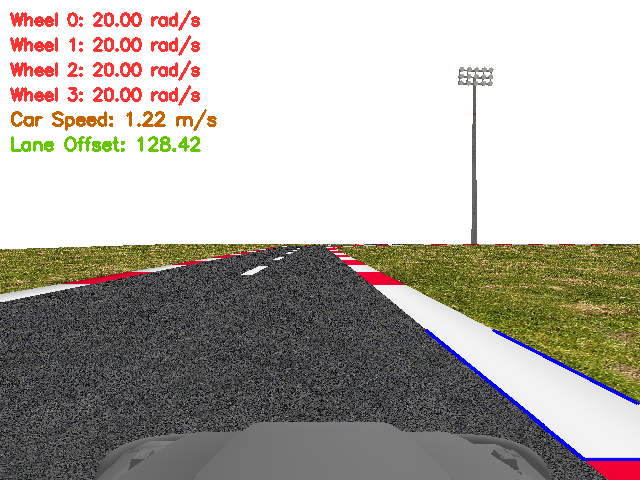 Wheel 0: 20.00 rad/s
Wheel 1: 20.00 rad/s
Wheel 2: 20.00 rad/s
Wheel 3: 20.00 rad/s
Car Speed: 1.22 m/s
Lane Offset: 128.42